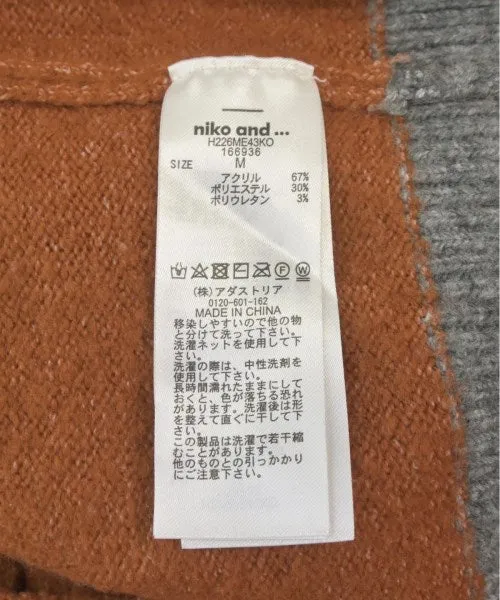 niko and ...
H226ME43KO
166936
SIZE M
アクリル 67%
ポリエステル 30%
ポリウレタン 3%
(株)アダストリア
0120-601-162
MADE IN CHINA
移染しやすいので他の物
と分けて洗って下さい。
洗濯ネットを使用して下
さい。
洗濯の際は、中性洗剤を
使用して下さい。
長時間濡れたままにして
おくと、色が落ちる恐れ
があります。洗濯後は形
を整えて直ぐに干して下
さい。
この製品は洗濯で若干縮
むことがあります。
他のものとの引っかかり
にご注意下さい。